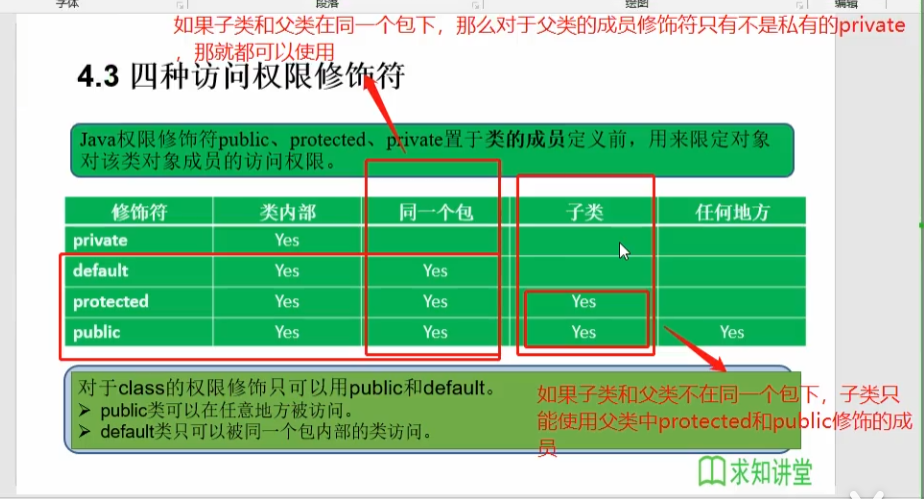 字体
段落
绘图
编辑
如果子类和父类在同一个包下，那么对于父类的成员修饰符只有不是私有的private
，那就都可以使用
4.3 四种访问权限修饰符
Java权限修饰符public、protected、private置于类的成员定义前，用来限定对象
对该类对象成员的访问权限。
修饰符 类内部 同一个包 子类 任何地方
private Yes
default Yes Yes
protected Yes Yes Yes
public Yes Yes Yes Yes
对于class的权限修饰只可以用public和default。
➢ public类可以在任意地方被访问。
➢ default类只可以被同一个包内部的类访问。
如果子类和父类不在同一个包下，子类只
能使用父类中protected和public修饰的成
员
求知讲堂